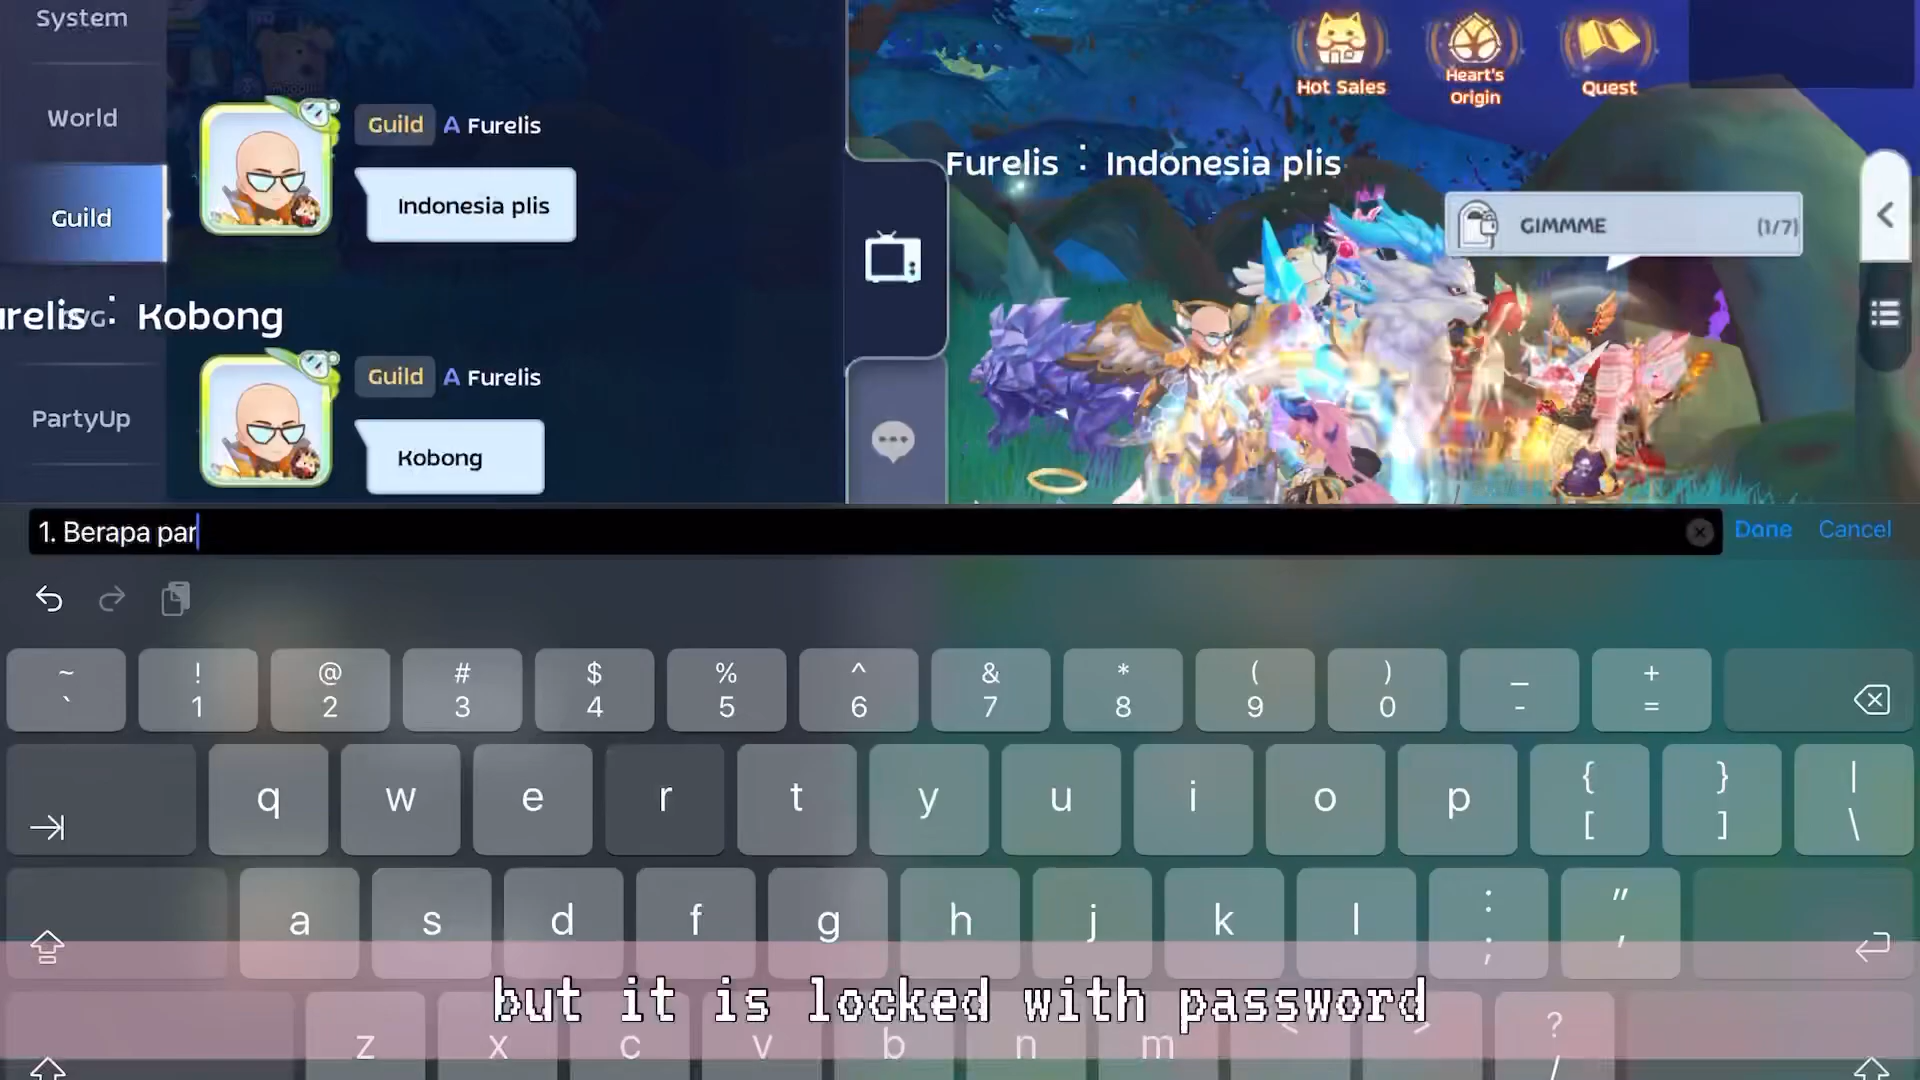 System
World
Guild
PartyUp
Guild A Furelis
Indonesia plis
Furelis : Kobong
Guild A Furelis
Kobong
Hot Sales
Heart's
Origin
Quest
Furelis : Indonesia plis
GIMMME (1/7)
1. Berapa par
Done Cancel
~ ! @ # $ % ^ & * ( ) _ +
` 1 2 3 4 5 6 7 8 9 0 - =
q w e r t y u i o p { [ } ] | \
a s d f g h j k l : ; " '
but it is locked with password
z x c v b n m < > ? /